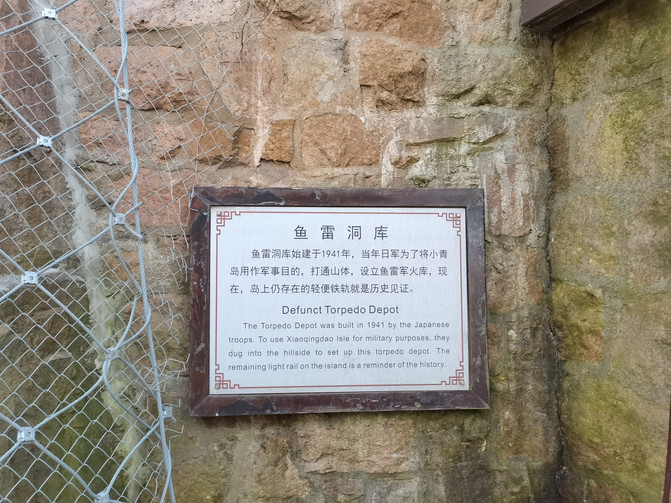 鱼雷洞库
鱼雷洞库始建于1941年，当年日军为了将小青
岛用作军事目的，打通山体，设立鱼雷军火库，现
在，岛上仍存在的轻便铁轨就是历史见证。
Defunct Torpedo Depot
The Torpedo Depot was built in 1941 by the Japanese
troops. To use Xiaoqingdao Isle for military purposes, they
dug into the hillside to set up this torpedo depot. The
remaining light rail on the island is a reminder of the history.